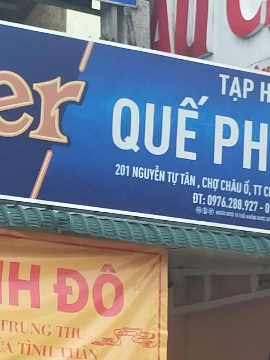 er
TẠP H
QUẾ PH
201 NGUYỄN TỰ TÂN , CHỢ CHÂU Ổ, TT C
ĐT: 0976.288.927 - 0
NH ĐÔ
TRUNG THU
ỪA TÌNH THÂN